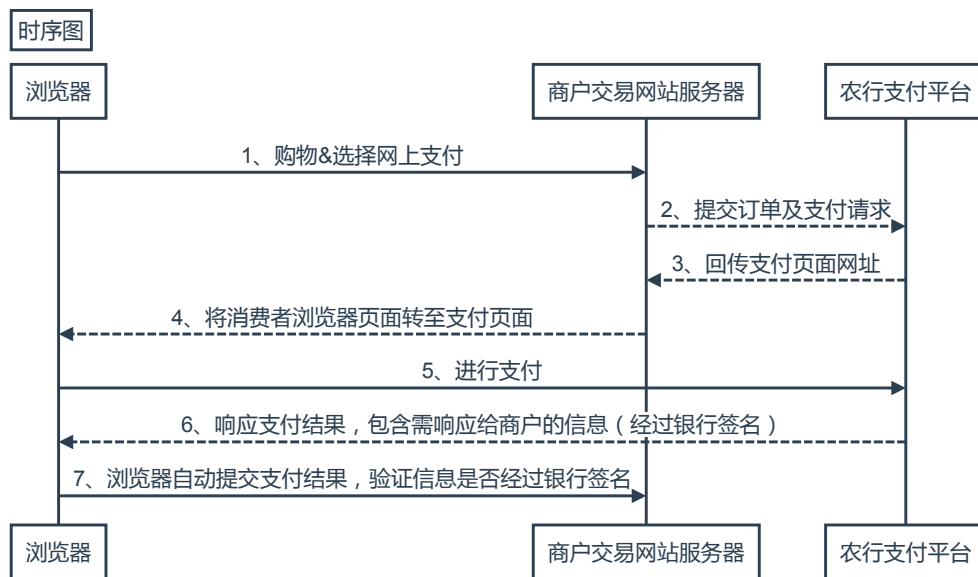 时序图
浏览器
商户交易网站服务器
农行支付平台
1、购物&选择网上支付
2、提交订单及支付请求
3、回传支付页面网址
4、将消费者浏览器页面转至支付页面
5、进行支付
6、响应支付结果，包含需响应给商户的信息（经过银行签名）
7、浏览器自动提交支付结果，验证信息是否经过银行签名
浏览器
商户交易网站服务器
农行支付平台